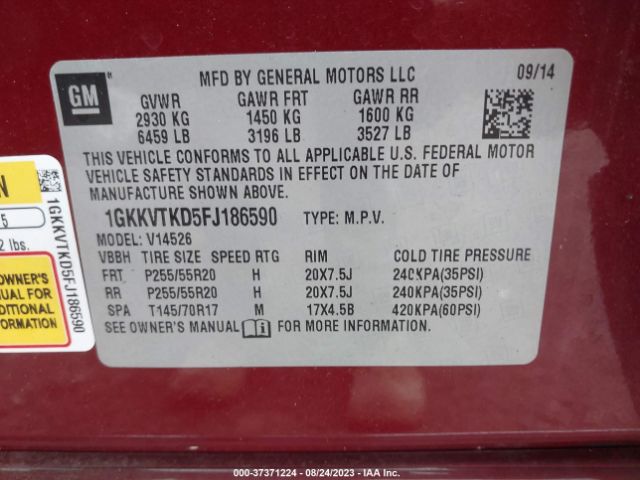 GM
®
MFD BY GENERAL MOTORS LLC 09/14
GVWR GAWR FRT GAWR RR
2930 KG 1450 KG 1600 KG
6459 LB 3196 LB 3527 LB
THIS VEHICLE CONFORMS TO ALL APPLICABLE U.S. FEDERAL MOTOR
VEHICLE SAFETY STANDARDS IN EFFECT ON THE DATE OF
MANUFACTURE SHOWN ABOVE.
1GKKVTKD5FJ186590 TYPE: M.P.V.
MODEL: V14526
VBBH TIRE SIZE SPEED RTG RIM COLD TIRE PRESSURE
FRT P255/55R20 H 20X7.5J 240KPA(35PSI)
RR P255/55R20 H 20X7.5J 240KPA(35PSI)
SPA T145/70R17 M 17X4.5B 420KPA(60PSI)
SEE OWNER'S MANUAL i FOR MORE INFORMATION.
N
5
2 lbs.
OWNER'S
NUAL FOR
DITIONAL
ORMATION
1GKKVTKD5FJ186590
000-37371224 - 08/24/2023 - IAA Inc.